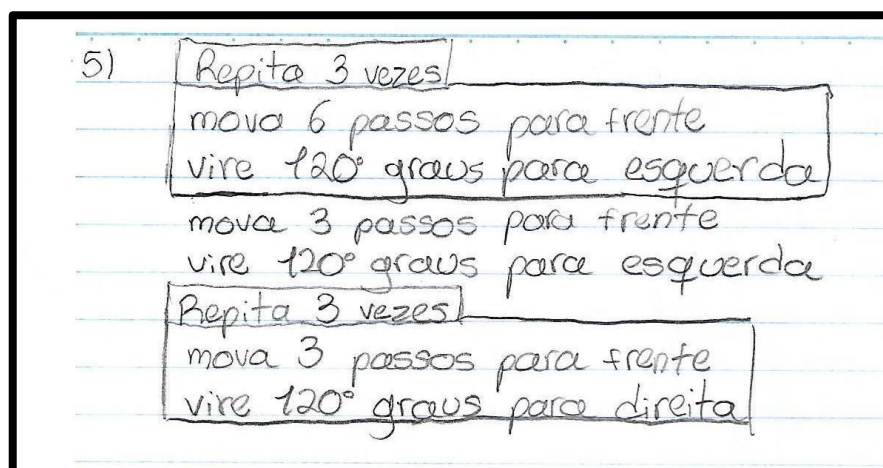 5) Repita 3 vezes
mova 6 passos para frente
vire 120° graus para esquerda
mova 3 passos para frente
vire 120° graus para esquerda
Repita 3 vezes
mova 3 passos para frente
vire 120° graus para direita